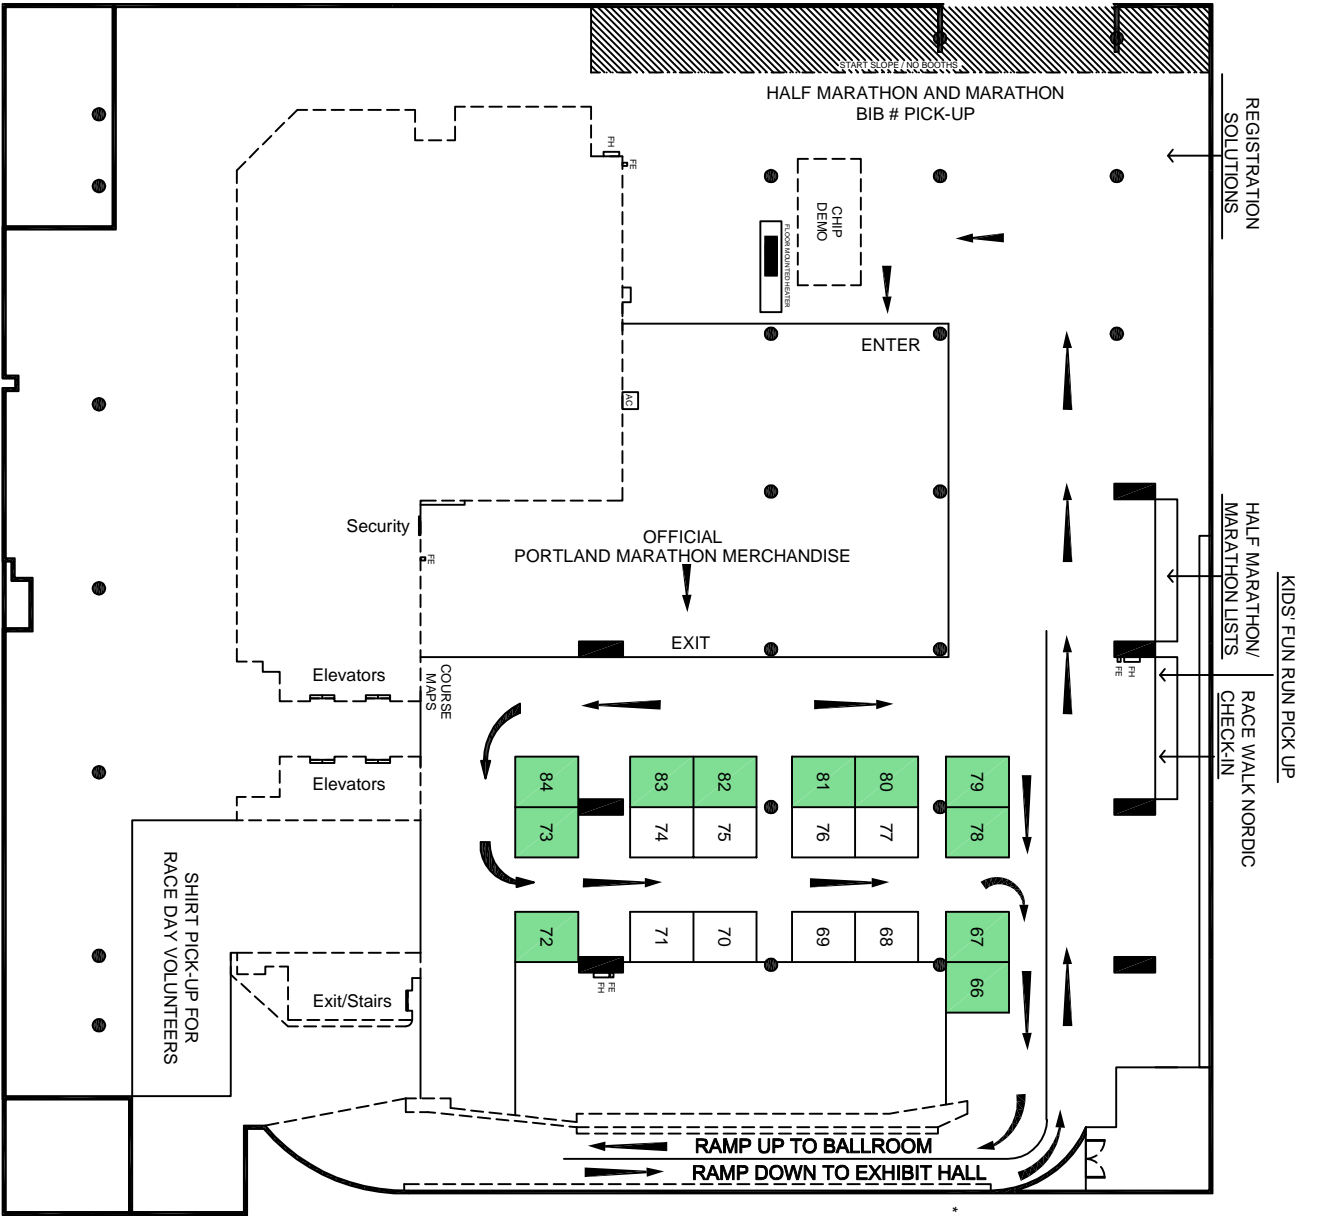 START SLOPE / NO BOOTHS
HALF MARATHON AND MARATHON
BIB # PICK-UP
REGISTRATION
SOLUTIONS
FH
FE
CHIP
DEMO
FLOOR MOUNTED HEATER
ENTER
AC
Security
FE
OFFICIAL
PORTLAND MARATHON MERCHANDISE
EXIT
HALF MARATHON/
MARATHON LISTS
KIDS' FUN RUN PICK UP
FH
FE
RACE WALK NORDIC
CHECK-IN
Elevators
COURSE
MAPS
Elevators
84
83
82
81
80
79
73
74
75
76
77
78
72
71
70
69
68
67
66
FE
FH
SHIRT PICK-UP FOR
RACE DAY VOLUNTEERS
Exit/Stairs
RAMP UP TO BALLROOM
RAMP DOWN TO EXHIBIT HALL
*